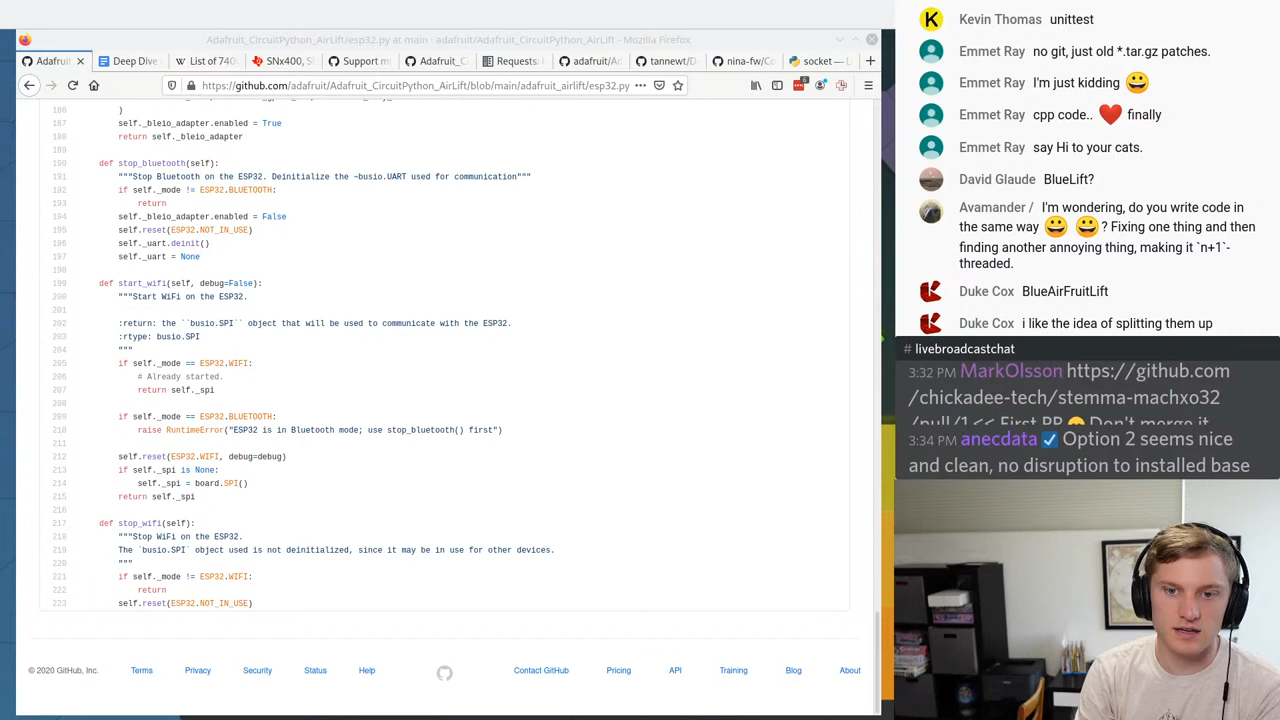 Adafruit_CircuitPython_AirLift/esp32.py at main · adafruit/Adafruit_CircuitPython_AirLift - Mozilla Firefox
Adafruit
Deep Dive
List of 740
SNx400, S
Support m
Adafruit_C
Requests:
adafruit/Ad
tannewt/D
nina-fw/Co
socket — L
https://github.com/adafruit/Adafruit_CircuitPython_AirLift/blob/main/adafruit_airlift/esp32.py
186 )
187 self._bleio_adapter.enabled = True
188 return self._bleio_adapter
189
190 def stop_bluetooth(self):
191 """Stop Bluetooth on the ESP32. Deinitialize the ~busio.UART used for communication"""
192 if self._mode != ESP32.BLUETOOTH:
193 return
194 self._bleio_adapter.enabled = False
195 self.reset(ESP32.NOT_IN_USE)
196 self._uart.deinit()
197 self._uart = None
198
199 def start_wifi(self, debug=False):
200 """Start WiFi on the ESP32.
201
202 :return: the ``busio.SPI`` object that will be used to communicate with the ESP32.
203 :rtype: busio.SPI
204 """
205 if self._mode == ESP32.WIFI:
206 # Already started.
207 return self._spi
208
209 if self._mode == ESP32.BLUETOOTH:
210 raise RuntimeError("ESP32 is in Bluetooth mode; use stop_bluetooth() first")
211
212 self.reset(ESP32.WIFI, debug=debug)
213 if self._spi is None:
214 self._spi = board.SPI()
215 return self._spi
216
217 def stop_wifi(self):
218 """Stop WiFi on the ESP32.
219 The `busio.SPI` object used is not deinitialized, since it may be in use for other devices.
220 """
221 if self._mode != ESP32.WIFI:
222 return
223 self.reset(ESP32.NOT_IN_USE)
© 2020 GitHub, Inc. Terms Privacy Security Status Help Contact GitHub Pricing API Training Blog About
K Kevin Thomas unittest
Emmet Ray no git, just old *.tar.gz patches.
Emmet Ray I'm just kidding 😀
Emmet Ray cpp code.. ❤️ finally
Emmet Ray say Hi to your cats.
David Glaude BlueLift?
Avamander / I'm wondering, do you write code in
the same way 😀 😀 ? Fixing one thing and then
finding another annoying thing, making it `n+1`-
threaded.
Duke Cox BlueAirFruitLift
Duke Cox i like the idea of splitting them up
# livebroadcastchat
3:32 PM MarkOlsson https://github.com
/chickadee-tech/stemma-machxo32
/pull/1 << First PR 😀 Don't merge it
3:34 PM anecdata ☑ Option 2 seems nice
and clean, no disruption to installed base